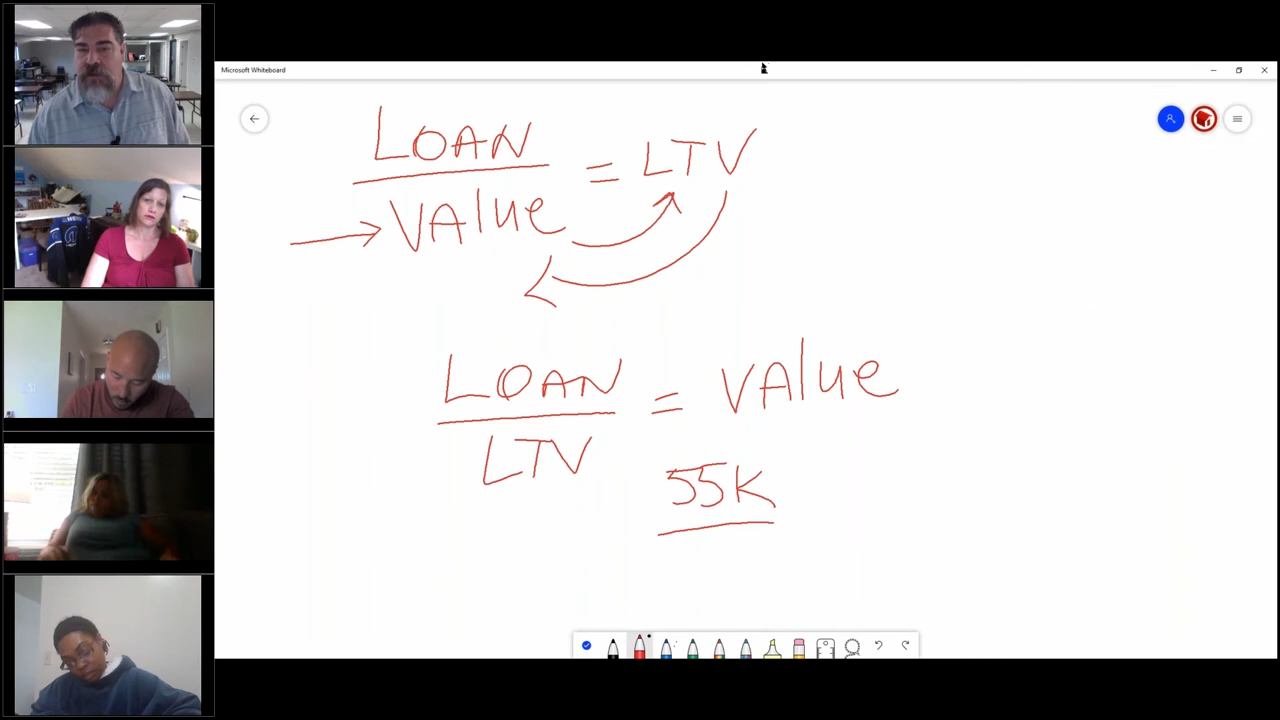 Microsoft Whiteboard
LOAN
= LTV
VAlUe
LOAN
= VAlUe
LTV
55K